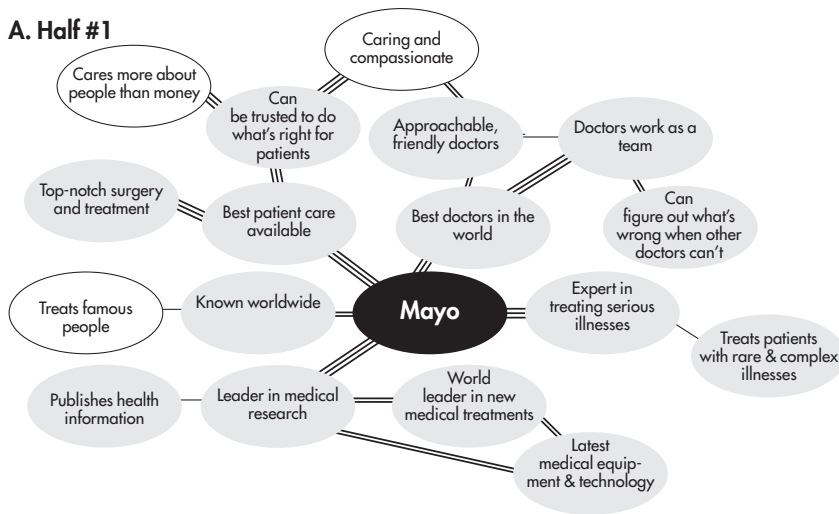 A. Half #1
Caring and
compassionate
Cares more about
people than money
Can
be trusted to do
what's right for
patients
Approachable,
friendly doctors
Doctors work as a
team
Top-notch surgery
and treatment
Best patient care
available
Best doctors in the
world
Can
figure out what's
wrong when other
doctors can't
Treats famous
people
Known worldwide
Mayo
Expert in
treating serious
illnesses
Treats patients
with rare & complex
illnesses
Publishes health
information
Leader in medical
research
World
leader in new
medical treatments
Latest
medical equip-
ment & technology